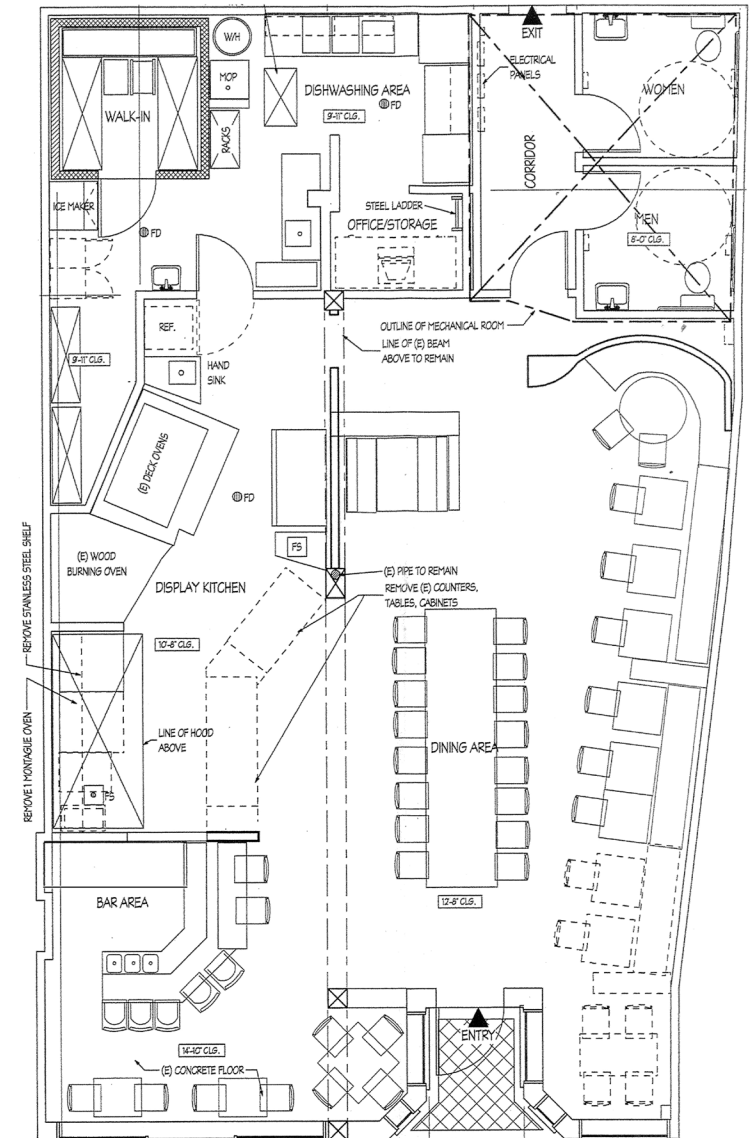 EXIT
W/H
ELECTRICAL
PANELS
MOP
DISHWASHING AREA
WOMEN
FD
9'-11" CLG.
WALK-IN
RACKS
CORRIDOR
ICE MAKER
STEEL LADDER
OFFICE/STORAGE
MEN
FD
8'-0" CLG.
REF.
OUTLINE OF MECHANICAL ROOM
LINE OF (E) BEAM
ABOVE TO REMAIN
9'-11" CLG.
HAND
SINK
(E) DECK OVENS
FD
FS
(E) WOOD
BURNING OVEN
(E) PIPE TO REMAIN
REMOVE (E) COUNTERS,
TABLES, CABINETS
DISPLAY KITCHEN
REMOVE STAINLESS STEEL SHELF
10'-8" CLG.
LINE OF HOOD
ABOVE
DINING AREA
REMOVE 1 MONTAGUE OVEN
FS
BAR AREA
12'-8" CLG.
ENTRY
14'-10" CLG.
(E) CONCRETE FLOOR